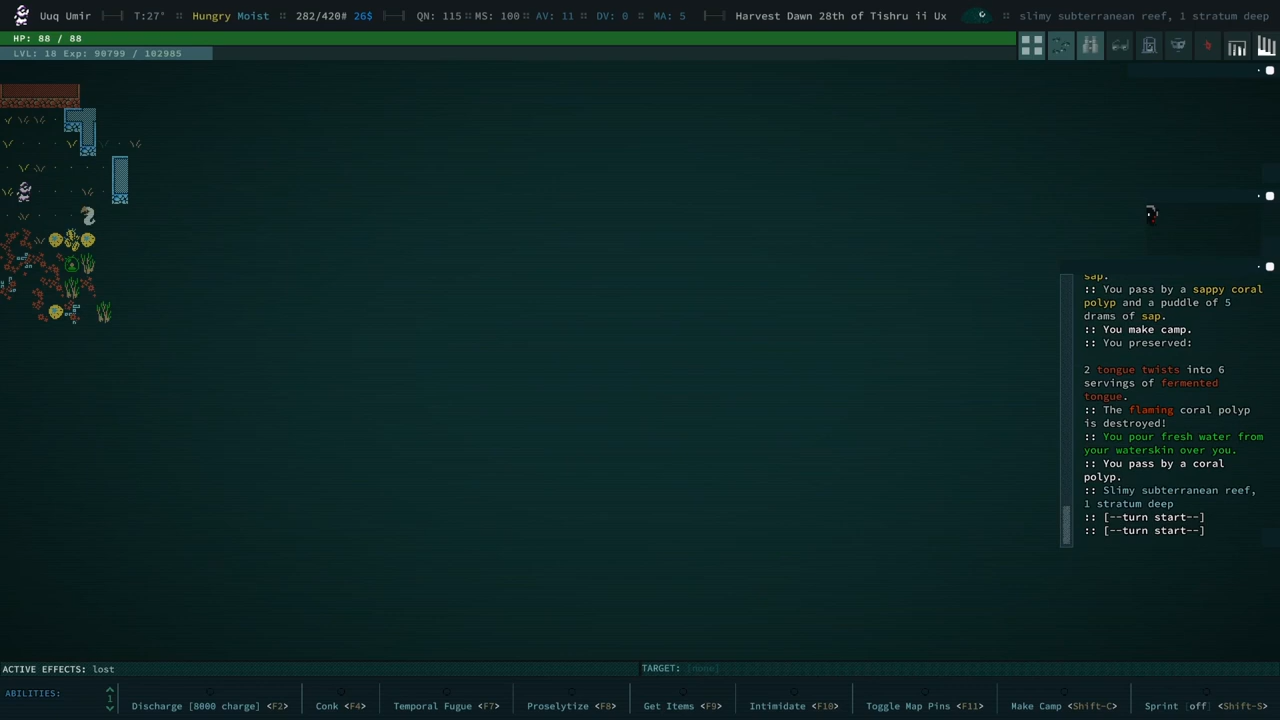 Uuq Umir T:27° Hungry Moist 282/420# 26$ QN: 115 MS: 100 AV: 11 DV: 0 MA: 5 Harvest Dawn 28th of Tishru ii Ux slimy subterranean reef, 1 stratum deep
HP: 88 / 88
LVL: 18 Exp: 90799 / 102985
sap.
:: You pass by a sappy coral
polyp and a puddle of 5
drams of sap.
:: You make camp.
:: You preserved:
2 tongue twists into 6
servings of fermented
tongue.
:: The flaming coral polyp
is destroyed!
:: You pour fresh water from
your waterskin over you.
:: You pass by a coral
polyp.
:: Slimy subterranean reef,
1 stratum deep
:: [--turn start--]
:: [--turn start--]
ACTIVE EFFECTS: lost
TARGET: [none]
ABILITIES: 1 Discharge [8000 charge] <F2> Conk <F4> Temporal Fugue <F7> Proselytize <F8> Get Items <F9> Intimidate <F10> Toggle Map Pins <F11> Make Camp <Shift-C> Sprint [off] <Shift-S>